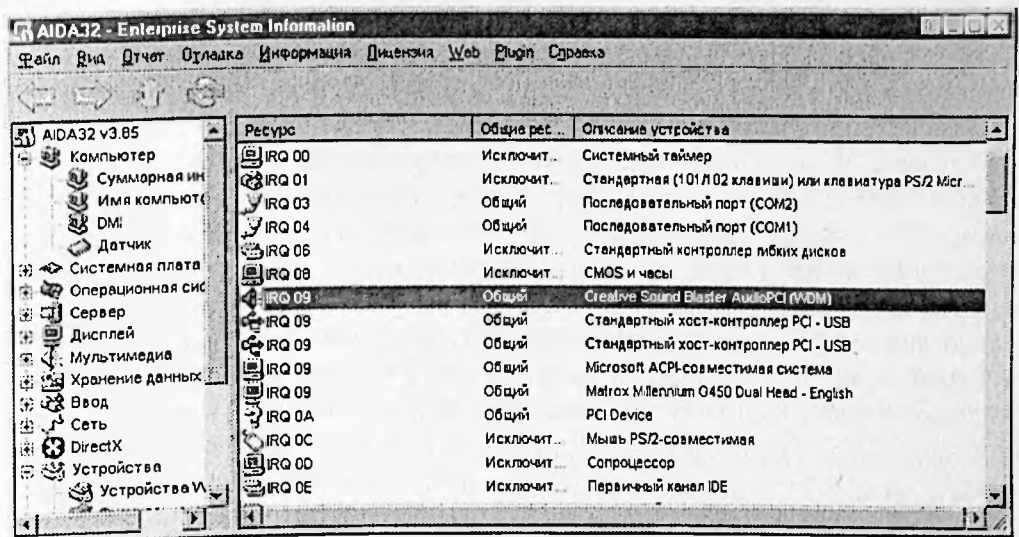 AIDA32 - Enterprise System Information
Файл Вид Отчет Отладка Информация Лицензия Web Plugin Справка
AIDA32 v3.85
Компьютер
Суммарная ин
Имя компьют
DMI
Датчик
Системная плата
Операционная сис
Сервер
Дисплей
Мультимедиа
Хранение данных
Ввод
Сеть
DirectX
Устройства
Устройства W
Ресурс Общие рес... Описание устройства
IRQ 00 Исключит... Системный таймер
IRQ 01 Исключит... Стандартная (101/102 клавиши) или клавиатура PS/2 Micr...
IRQ 03 Общий Последовательный порт (COM2)
IRQ 04 Общий Последовательный порт (COM1)
IRQ 06 Исключит... Стандартный контроллер гибких дисков
IRQ 08 Исключит... CMOS и часы
IRQ 09 Общий Creative Sound Blaster AudioPCI (WDM)
IRQ 09 Общий Стандартный хост-контроллер PCI - USB
IRQ 09 Общий Стандартный хост-контроллер PCI - USB
IRQ 09 Общий Microsoft ACPI-совместимая система
IRQ 09 Общий Matrox Millennium G450 Dual Head - English
IRQ 0A Общий PCI Device
IRQ 0C Исключит... Мышь PS/2-совместимая
IRQ 0D Исключит... Сопроцессор
IRQ 0E Исключит... Первичный канал IDE